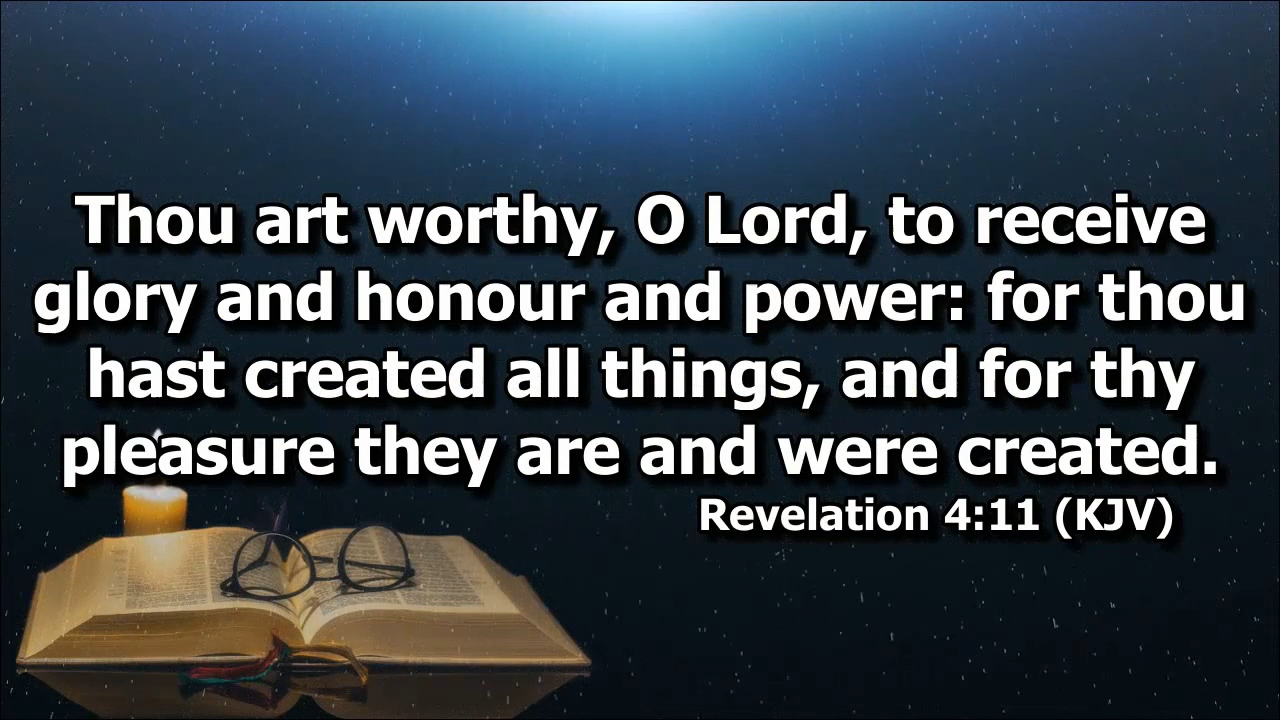 Thou art worthy, O Lord, to receive
glory and honour and power: for thou
hast created all things, and for thy
pleasure they are and were created.
Revelation 4:11 (KJV)